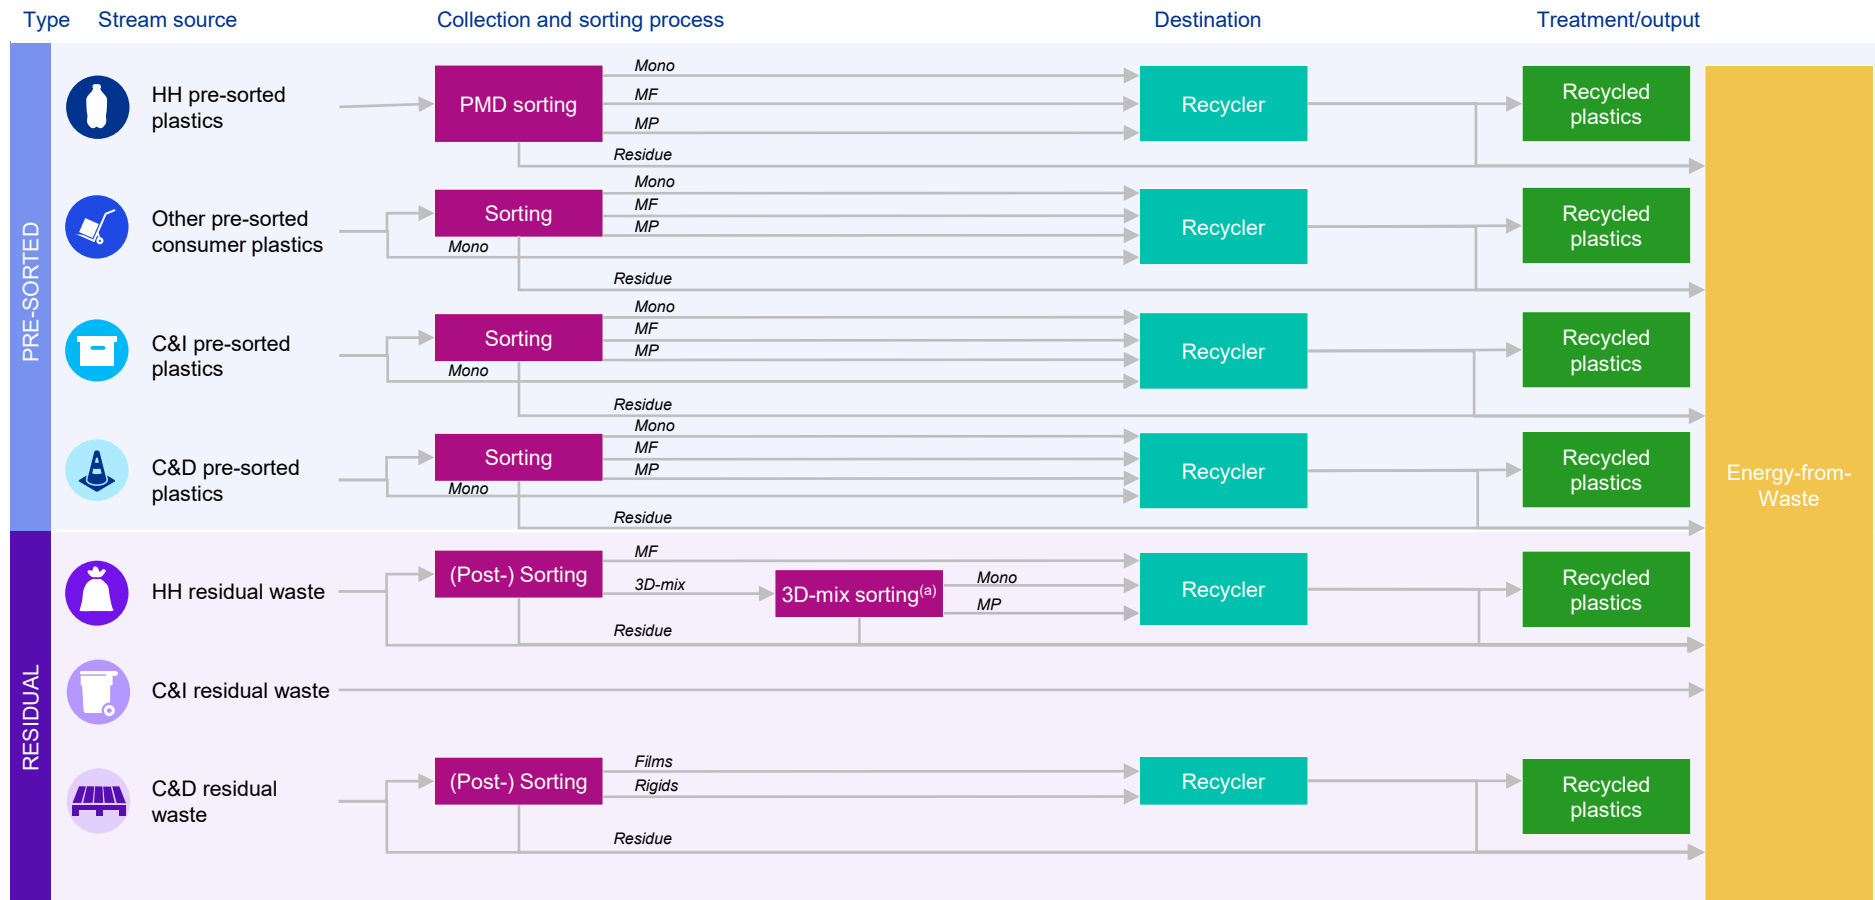 Type Stream source Collection and sorting process Destination Treatment/output
PRE-SORTED
HH pre-sorted
plastics
PMD sorting
Mono
MF
MP
Residue
Recycler
Recycled
plastics
Other pre-sorted
consumer plastics
Sorting
Mono
MF
MP
Mono
Residue
Recycler
Recycled
plastics
C&I pre-sorted
plastics
Sorting
Mono
MF
MP
Mono
Residue
Recycler
Recycled
plastics
C&D pre-sorted
plastics
Sorting
Mono
MF
MP
Mono
Residue
Recycler
Recycled
plastics
Energy-from-
Waste
RESIDUAL
HH residual waste
(Post-) Sorting
MF
3D-mix
3D-mix sorting(a)
Mono
MP
Residue
Recycler
Recycled
plastics
C&I residual waste
C&D residual
waste
(Post-) Sorting
Films
Rigids
Residue
Recycler
Recycled
plastics